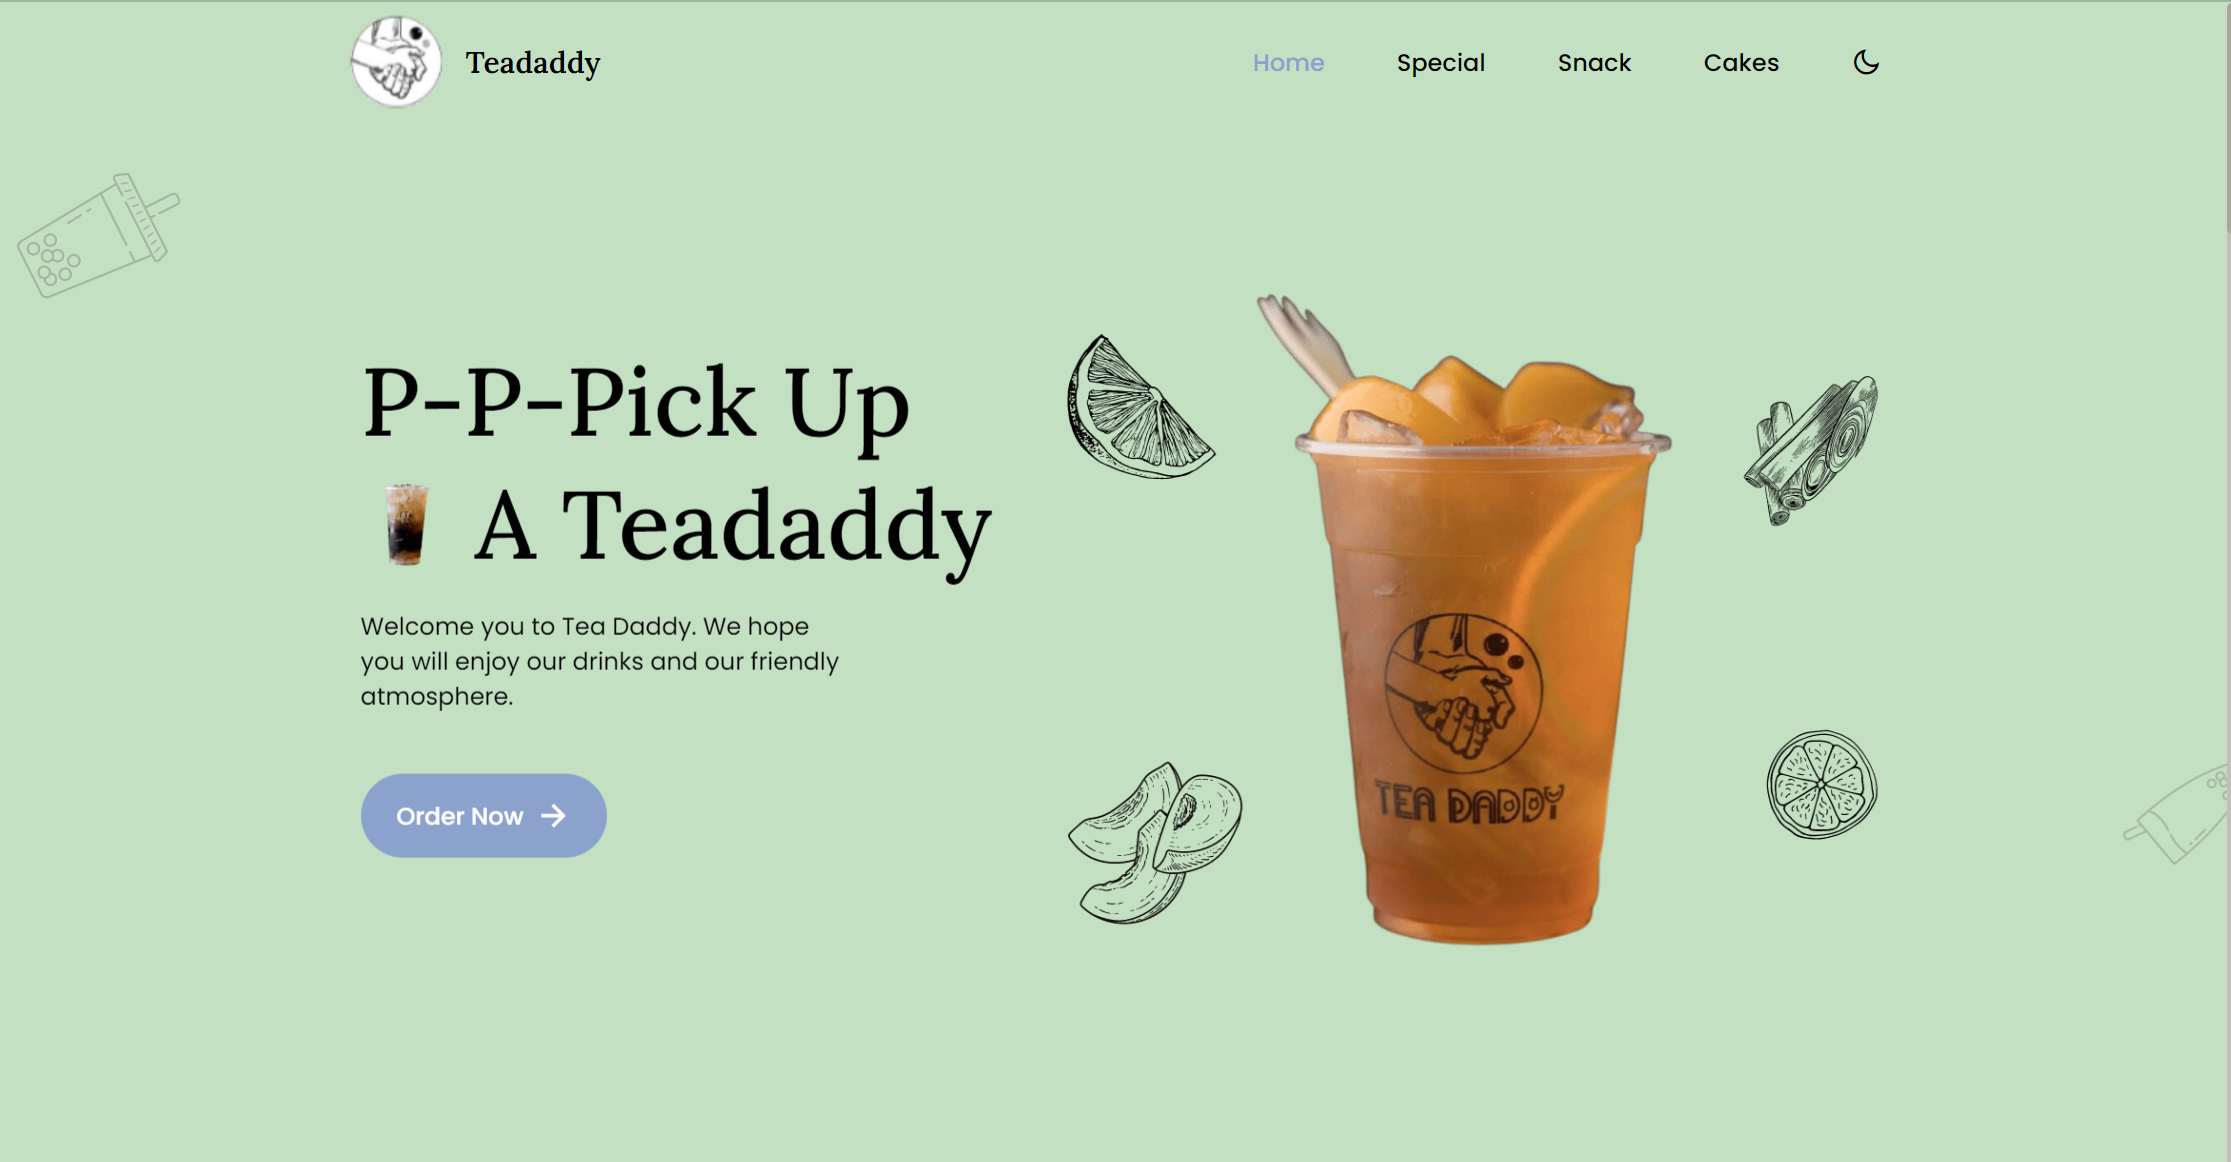 Teadaddy
Home
Special
Snack
Cakes
P-P-Pick Up
A Teadaddy
Welcome you to Tea Daddy. We hope
you will enjoy our drinks and our friendly
atmosphere.
Order Now
TEA DADDY